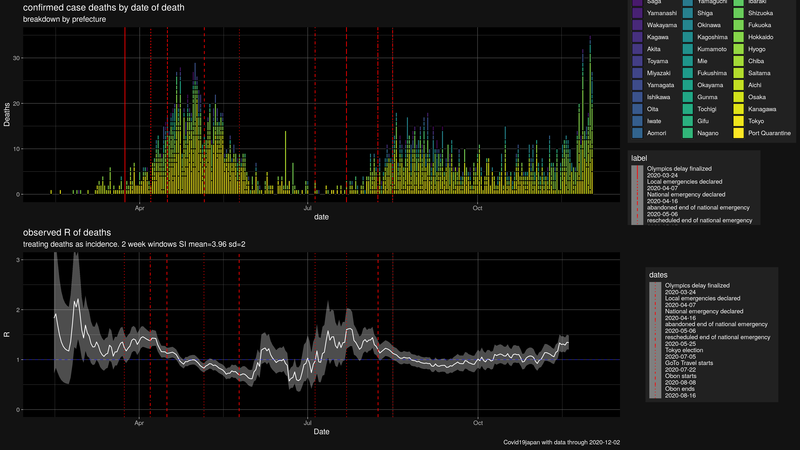 confirmed case deaths by date of death
breakdown by prefecture
Deaths
30
20
10
0
Apr
Jul
Oct
date
Saga
Yamaguchi
Ibaraki
Yamanashi
Shiga
Shizuoka
Wakayama
Okinawa
Fukuoka
Kagawa
Kagoshima
Hokkaido
Akita
Kumamoto
Hyogo
Toyama
Mie
Chiba
Miyazaki
Fukushima
Saitama
Yamagata
Okayama
Aichi
Ishikawa
Gunma
Osaka
Oita
Tochigi
Kanagawa
Iwate
Gifu
Tokyo
Aomori
Nagano
Port Quarantine
label
Olympics delay finalized
2020-03-24
Local emergencies declared
2020-04-07
National emergency declared
2020-04-16
abandoned end of national emergency
2020-05-06
rescheduled end of national emergency
observed R of deaths
treating deaths as incidence. 2 week windows SI mean=3.96 sd=2
R
3
2
1
0
Apr
Jul
Oct
Date
dates
Olympics delay finalized
2020-03-24
Local emergencies declared
2020-04-07
National emergency declared
2020-04-16
abandoned end of national emergency
2020-05-06
rescheduled end of national emergency
2020-05-25
Tokyo election
2020-07-05
GoTo Travel starts
2020-07-22
Obon starts
2020-08-08
Obon ends
2020-08-16
Covid19japan with data through 2020-12-02